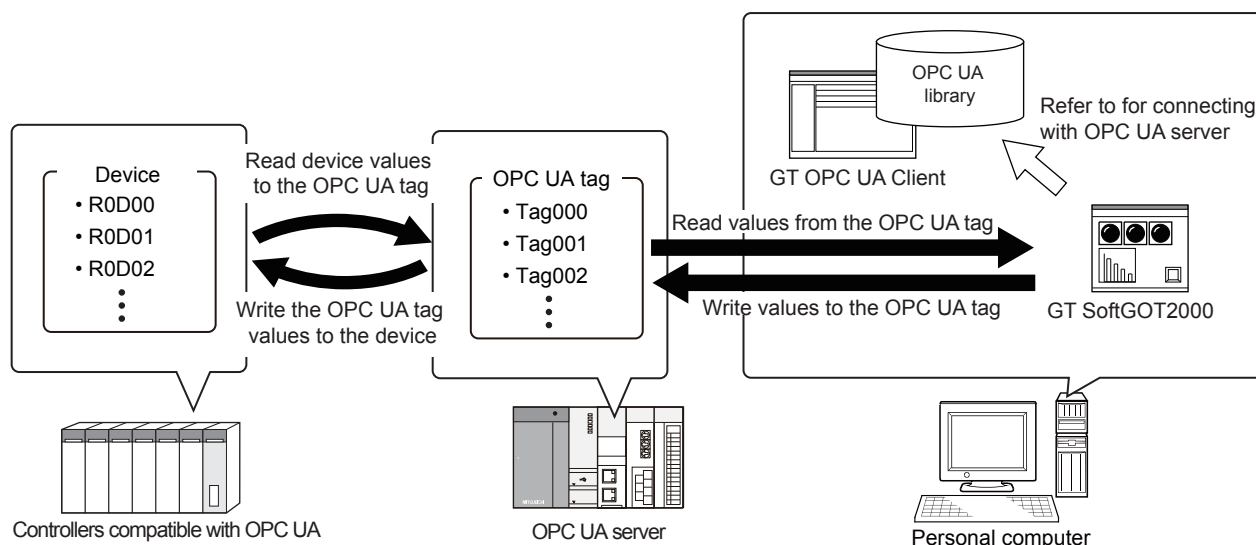 OPC UA
library
Refer to for connecting
with OPC UA server
GT OPC UA Client
Device
• R0D00
• R0D01
• R0D02
Read device values
to the OPC UA tag
Write the OPC UA tag
values to the device
OPC UA tag
• Tag000
• Tag001
• Tag002
Read values from the OPC UA tag
Write values to the OPC UA tag
GT SoftGOT2000
Controllers compatible with OPC UA
MITSUBISHI
OPC UA server
Personal computer